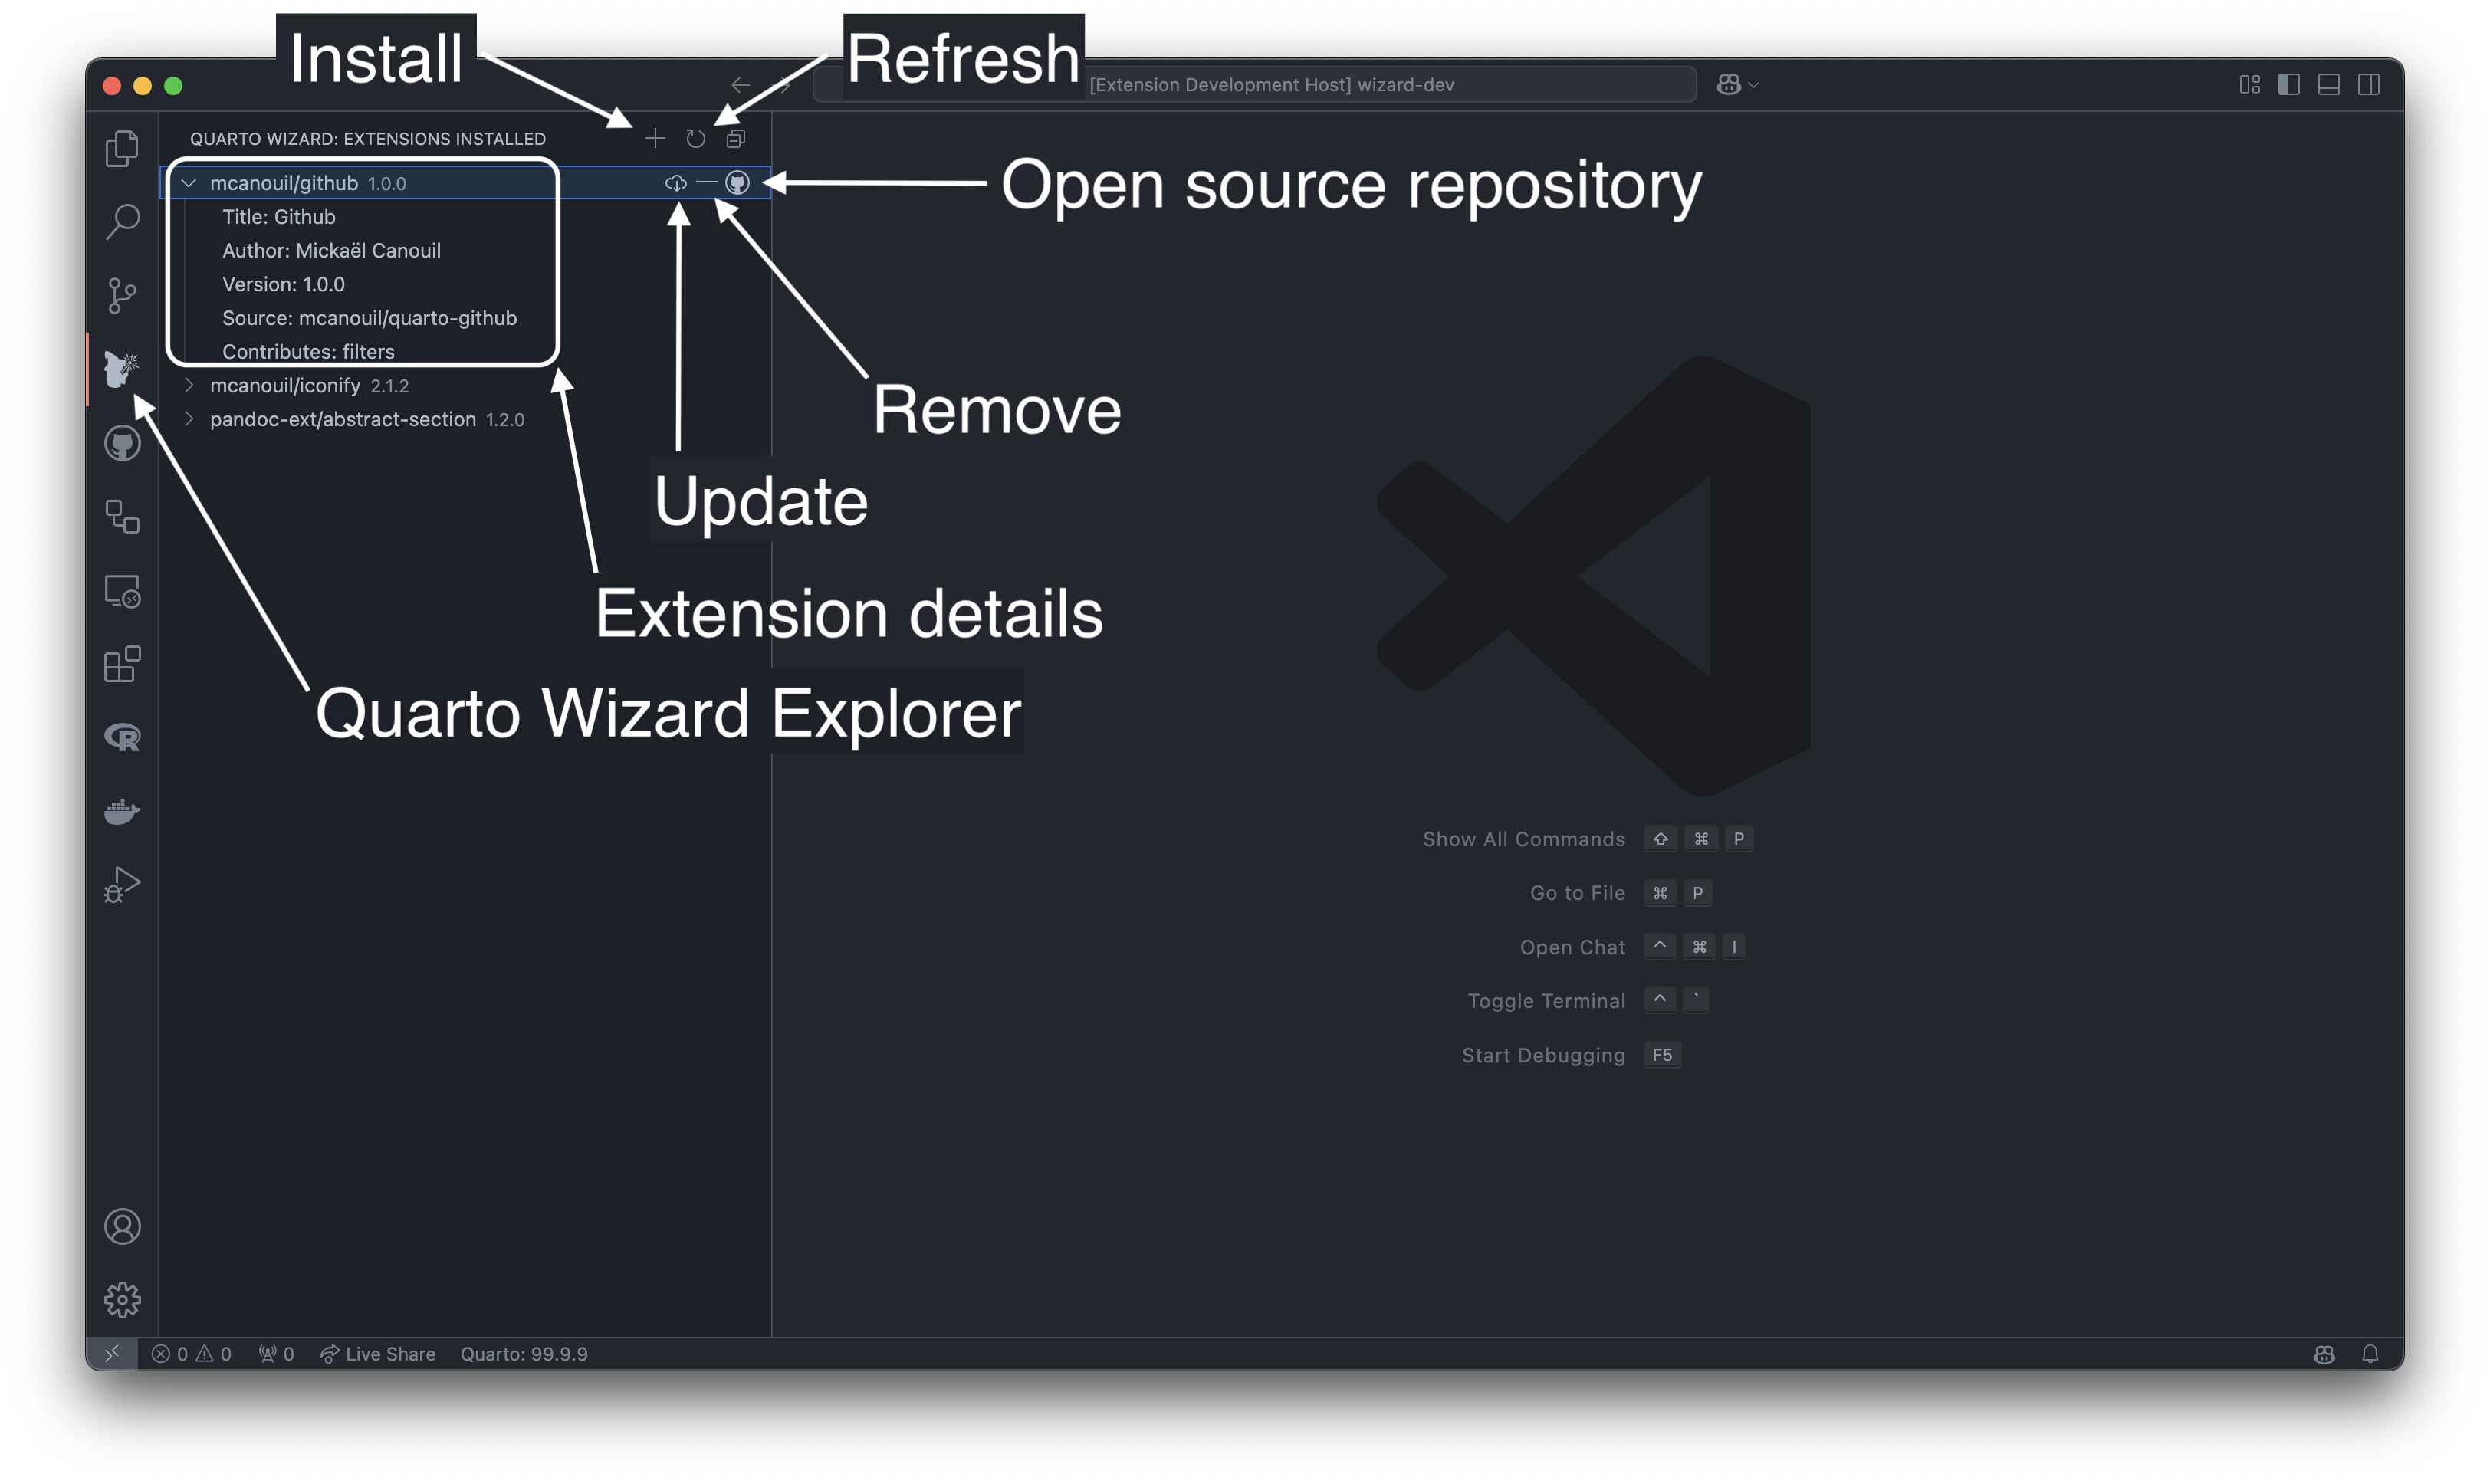 Install
Refresh
[Extension Development Host] wizard-dev
QUARTO WIZARD: EXTENSIONS INSTALLED
mcanouil/github 1.0.0
Open source repository
Title: Github
Author: Mickaël Canouil
Version: 1.0.0
Source: mcanouil/quarto-github
Contributes: filters
mcanouil/iconify 2.1.2
pandoc-ext/abstract-section 1.2.0
Remove
Update
Extension details
Quarto Wizard Explorer
Show All Commands ⇧ ⌘ P
Go to File ⌘ P
Open Chat ^ ⌘ I
Toggle Terminal ^ `
Start Debugging F5
0 0 0 Live Share Quarto: 99.9.9